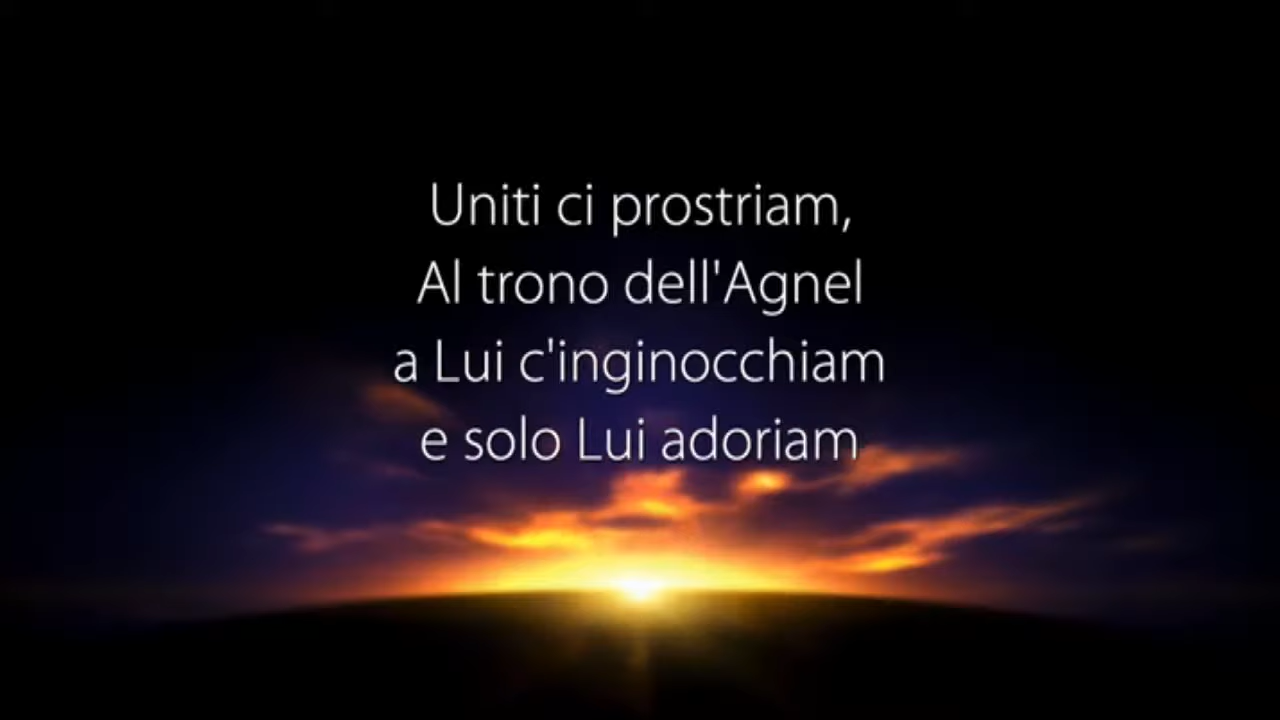 Uniti ci prostriam,
Al trono dell'Agnel
a Lui c'inginocchiam
e solo Lui adoriam